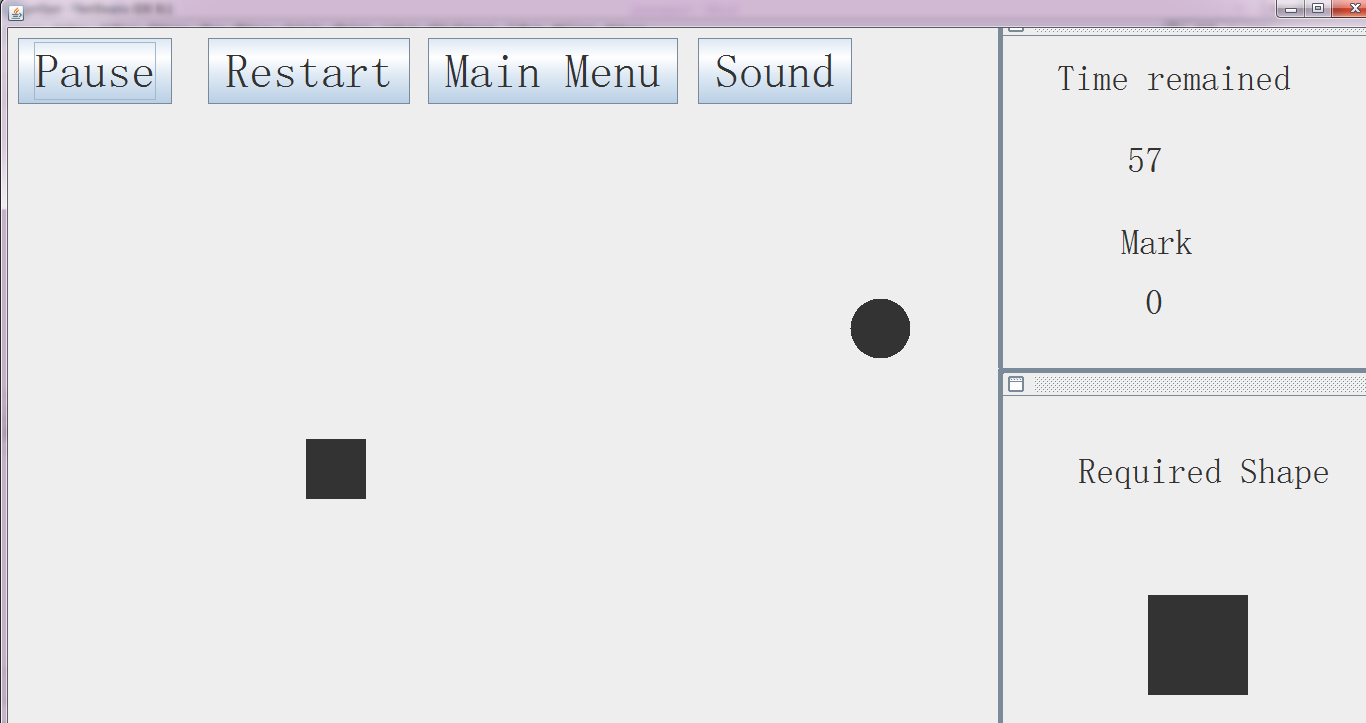 Pause
Restart
Main Menu
Sound
Time remained
57
Mark
0
Required Shape